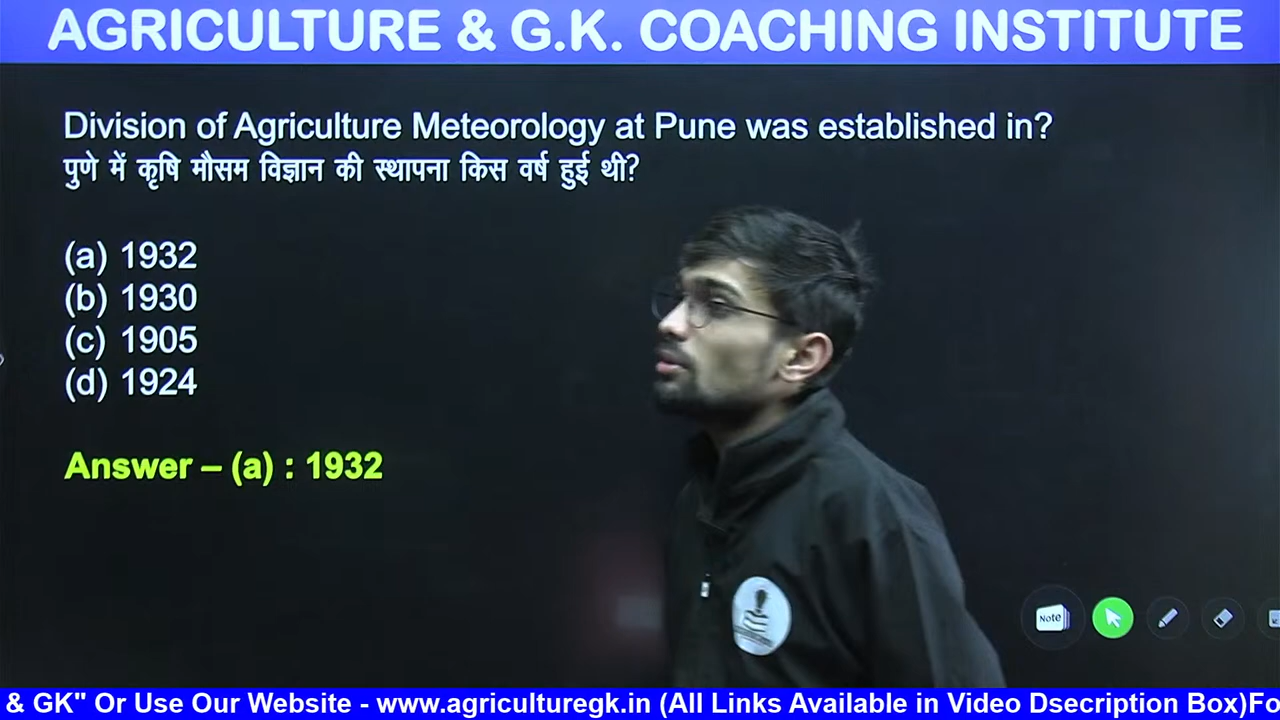 AGRICULTURE & G.K. COACHING INSTITUTE
Division of Agriculture Meteorology at Pune was established in?
पुणे में कृषि मौसम विज्ञान की स्थापना किस वर्ष हुई थी?
(a) 1932
(b) 1930
(c) 1905
(d) 1924
Answer – (a) : 1932
Note
& GK" Or Use Our Website - www.agriculturegk.in (All Links Available in Video Dscription Box)Fo